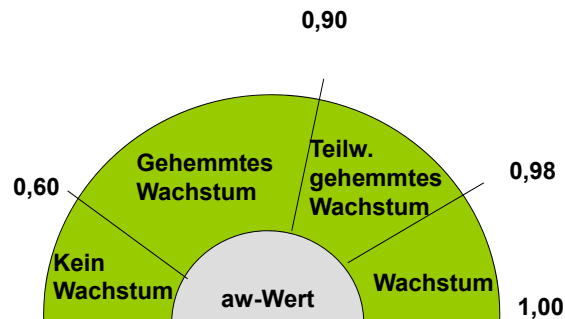 0,90
Teilw.
gehemmtes
Wachstum
Gehemmtes
Wachstum
0,98
0,60
Kein
Wachstum
Wachstum
aw-Wert
1,00